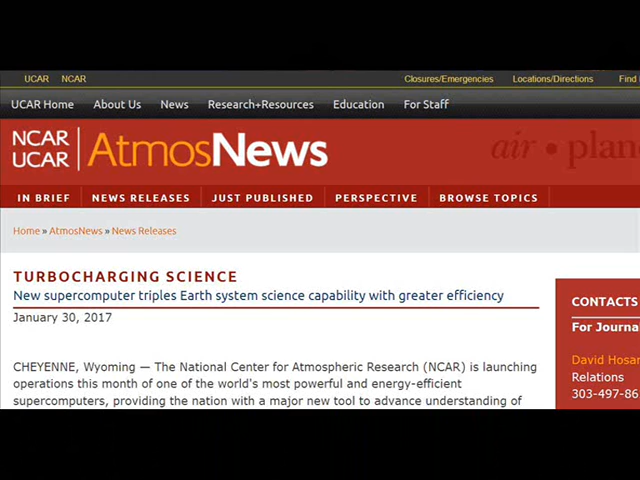 UCAR NCAR Closures/Emergencies Locations/Directions Find
UCAR Home About Us News Research+Resources Education For Staff
NCAR
UCAR
AtmosNews
air • plan
IN BRIEF NEWS RELEASES JUST PUBLISHED PERSPECTIVE BROWSE TOPICS
Home » AtmosNews » News Releases
TURBOCHARGING SCIENCE
New supercomputer triples Earth system science capability with greater efficiency
January 30, 2017
CHEYENNE, Wyoming — The National Center for Atmospheric Research (NCAR) is launching
operations this month of one of the world's most powerful and energy-efficient
supercomputers, providing the nation with a major new tool to advance understanding of
CONTACTS
For Journa
David Hosan
Relations
303-497-86